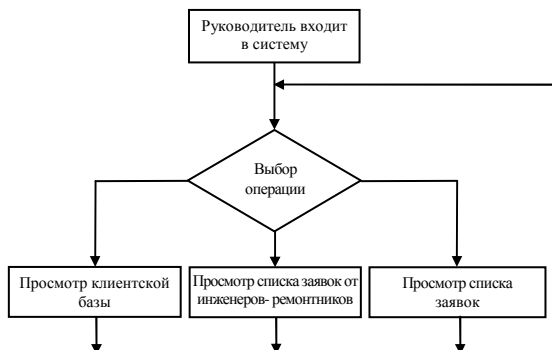 Руководитель входит
в систему
Выбор
операции
Просмотр клиентской
базы
Просмотр списка заявок от
инженеров- ремонтников
Просмотр списка
заявок